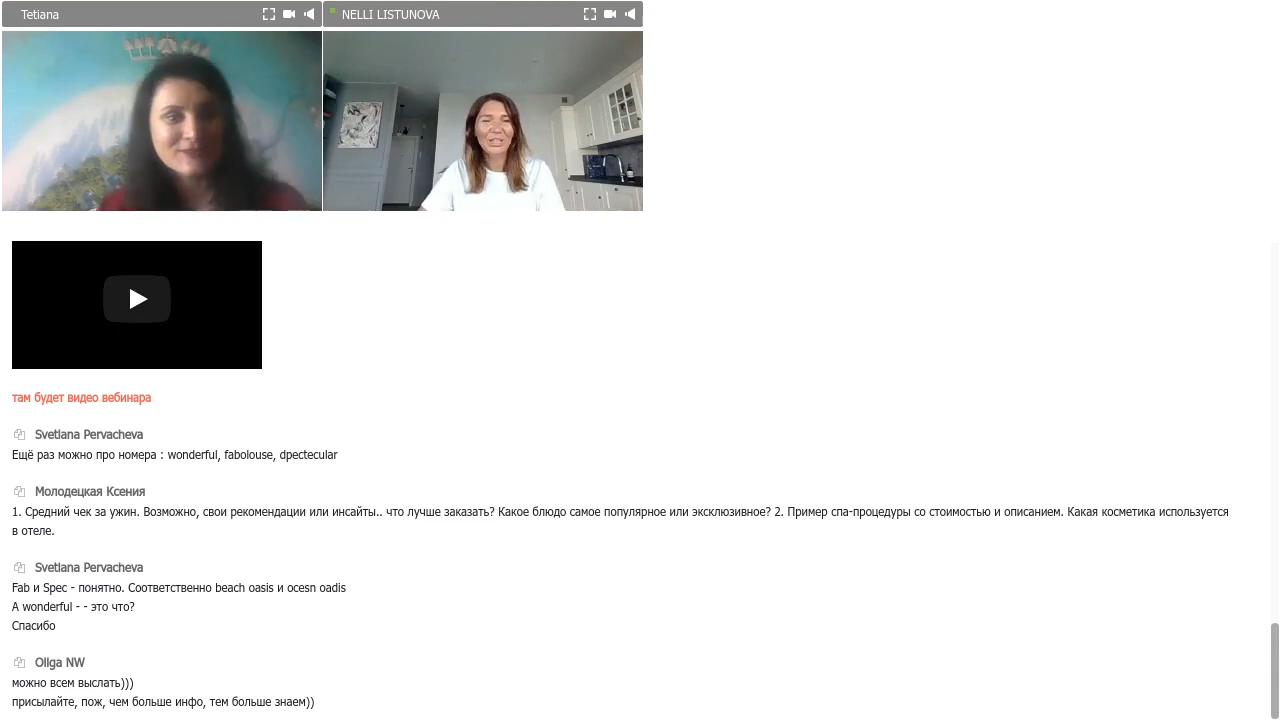 Tetiana
NELLI LISTUNOVA
там будет видео вебинара
Svetlana Pervacheva
Ещё раз можно про номера : wonderful, fabolouse, dpectecular
Молодецкая Ксения
1. Средний чек за ужин. Возможно, свои рекомендации или инсайты.. что лучше заказать? Какое блюдо самое популярное или эксклюзивное? 2. Пример спа-процедуры со стоимостью и описанием. Какая косметика используется
в отеле.
Svetlana Pervacheva
Fab и Spec - понятно. Соответственно beach oasis и ocesn oadis
А wonderful - - это что?
Спасибо
Ollga NW
можно всем выслать)))
присылайте, пож, чем больше инфо, тем больше знаем))